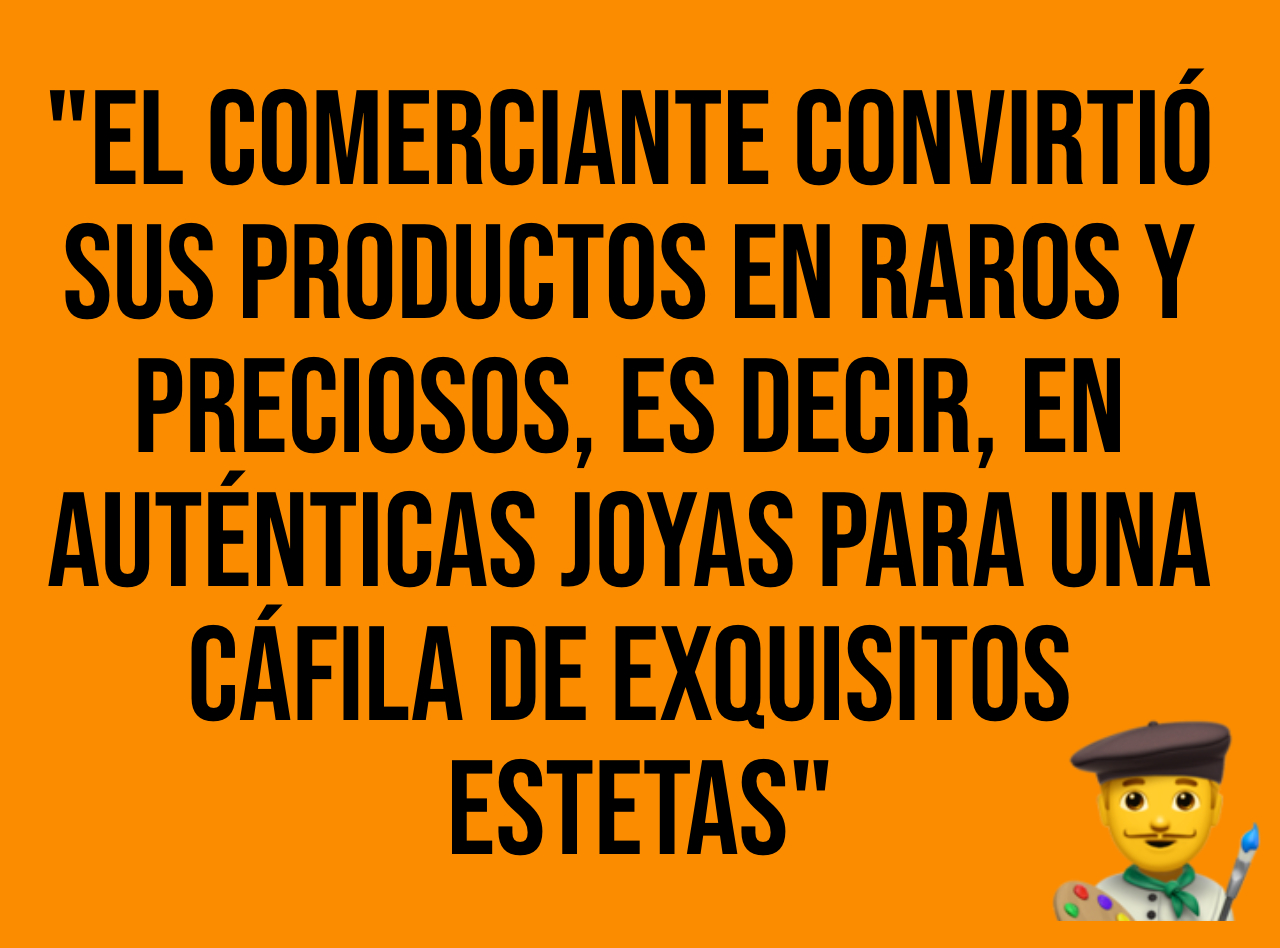 "EL COMERCIANTE CONVIRTIÓ
SUS PRODUCTOS EN RAROS Y
PRECIOSOS, ES DECIR, EN
AUTÉNTICAS JOYAS PARA UNA
CÁFILA DE EXQUISITOS
ESTETAS"